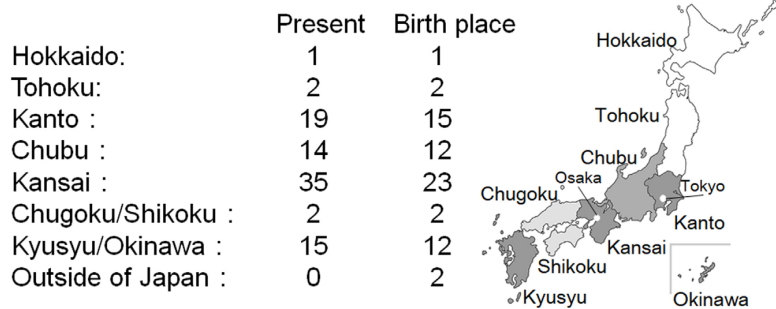 Present Birth place
Hokkaido: 1 1
Tohoku: 2 2
Kanto : 19 15
Chubu : 14 12
Kansai : 35 23
Chugoku/Shikoku : 2 2
Kyusyu/Okinawa : 15 12
Outside of Japan : 0 2
Hokkaido
Tohoku
Chubu
Osaka
Tokyo
Chugoku
Kanto
Kansai
Shikoku
Kyusyu
Okinawa